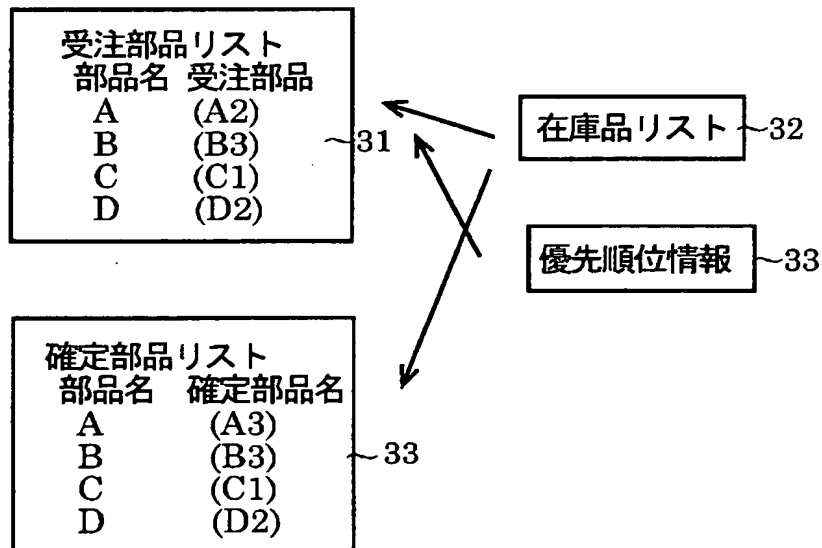 受注部品リスト
部品名 受注部品
A (A2)
B (B3)
C (C1)
D (D2)
31
在庫品リスト 32
優先順位情報 33
確定部品リスト
部品名 確定部品名
A (A3)
B (B3)
C (C1)
D (D2)
33